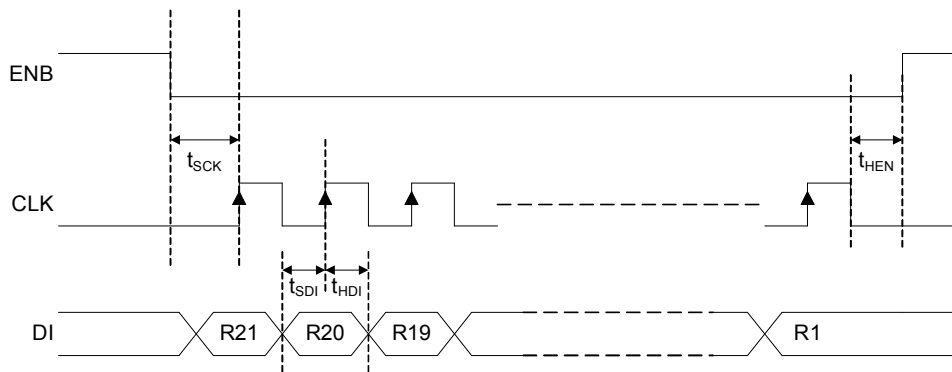 ENB
tSCK
tHEN
CLK
tSDI
tHDI
DI
R21
R20
R19
R1